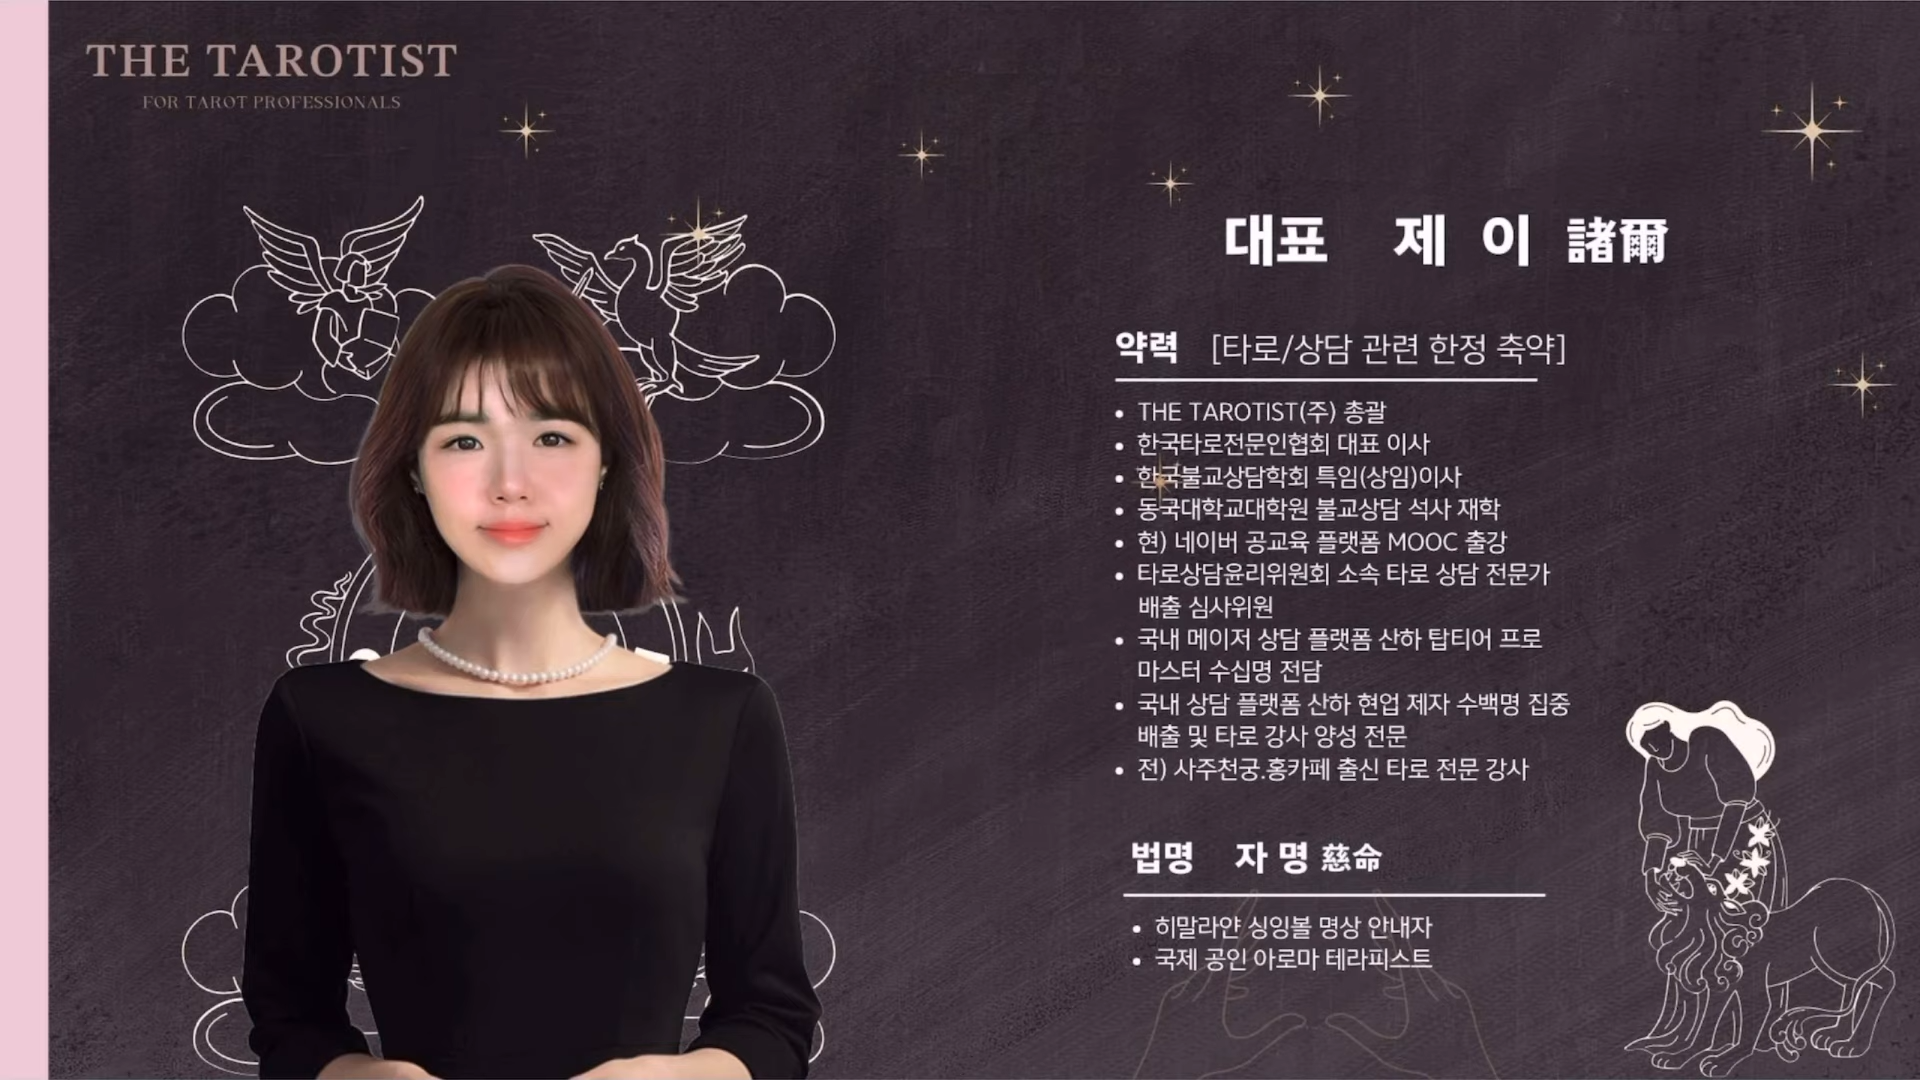 THE TAROTIST
FOR TAROT PROFESSIONALS
대표 제 이 諸爾
약력 [타로/상담 관련 한정 축약]
• THE TAROTIST(주) 총괄
• 한국타로전문인협회 대표 이사
• 한국불교상담학회 특임(상임)이사
• 동국대학교대학원 불교상담 석사 재학
• 현) 네이버 공교육 플랫폼 MOOC 출강
• 타로상담윤리위원회 소속 타로 상담 전문가
배출 심사위원
• 국내 메이저 상담 플랫폼 산하 탑티어 프로
마스터 수십명 전담
• 국내 상담 플랫폼 산하 현업 제자 수백명 집중
배출 및 타로 강사 양성 전문
• 전) 사주천궁.홍카페 출신 타로 전문 강사
법명 자 명 慈命
• 히말라얀 싱잉볼 명상 안내자
• 국제 공인 아로마 테라피스트